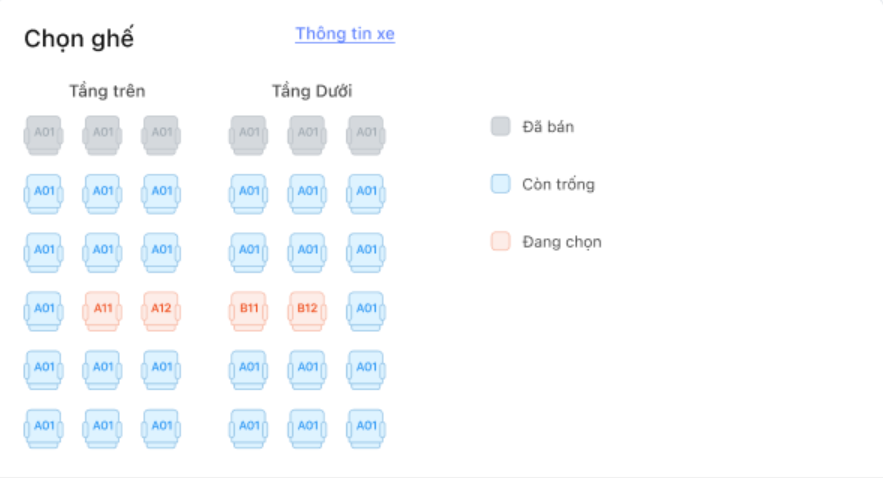 Chọn ghế
Thông tin xe
Tầng trên
Tầng Dưới
A01 A01 A01 A01 A01 A01
A01 A01 A01 A01 A01 A01
A01 A01 A01 A01 A01 A01
A01 A11 A12 B11 B12 A01
A01 A01 A01 A01 A01 A01
A01 A01 A01 A01 A01 A01
Đã bán
Còn trống
Đang chọn